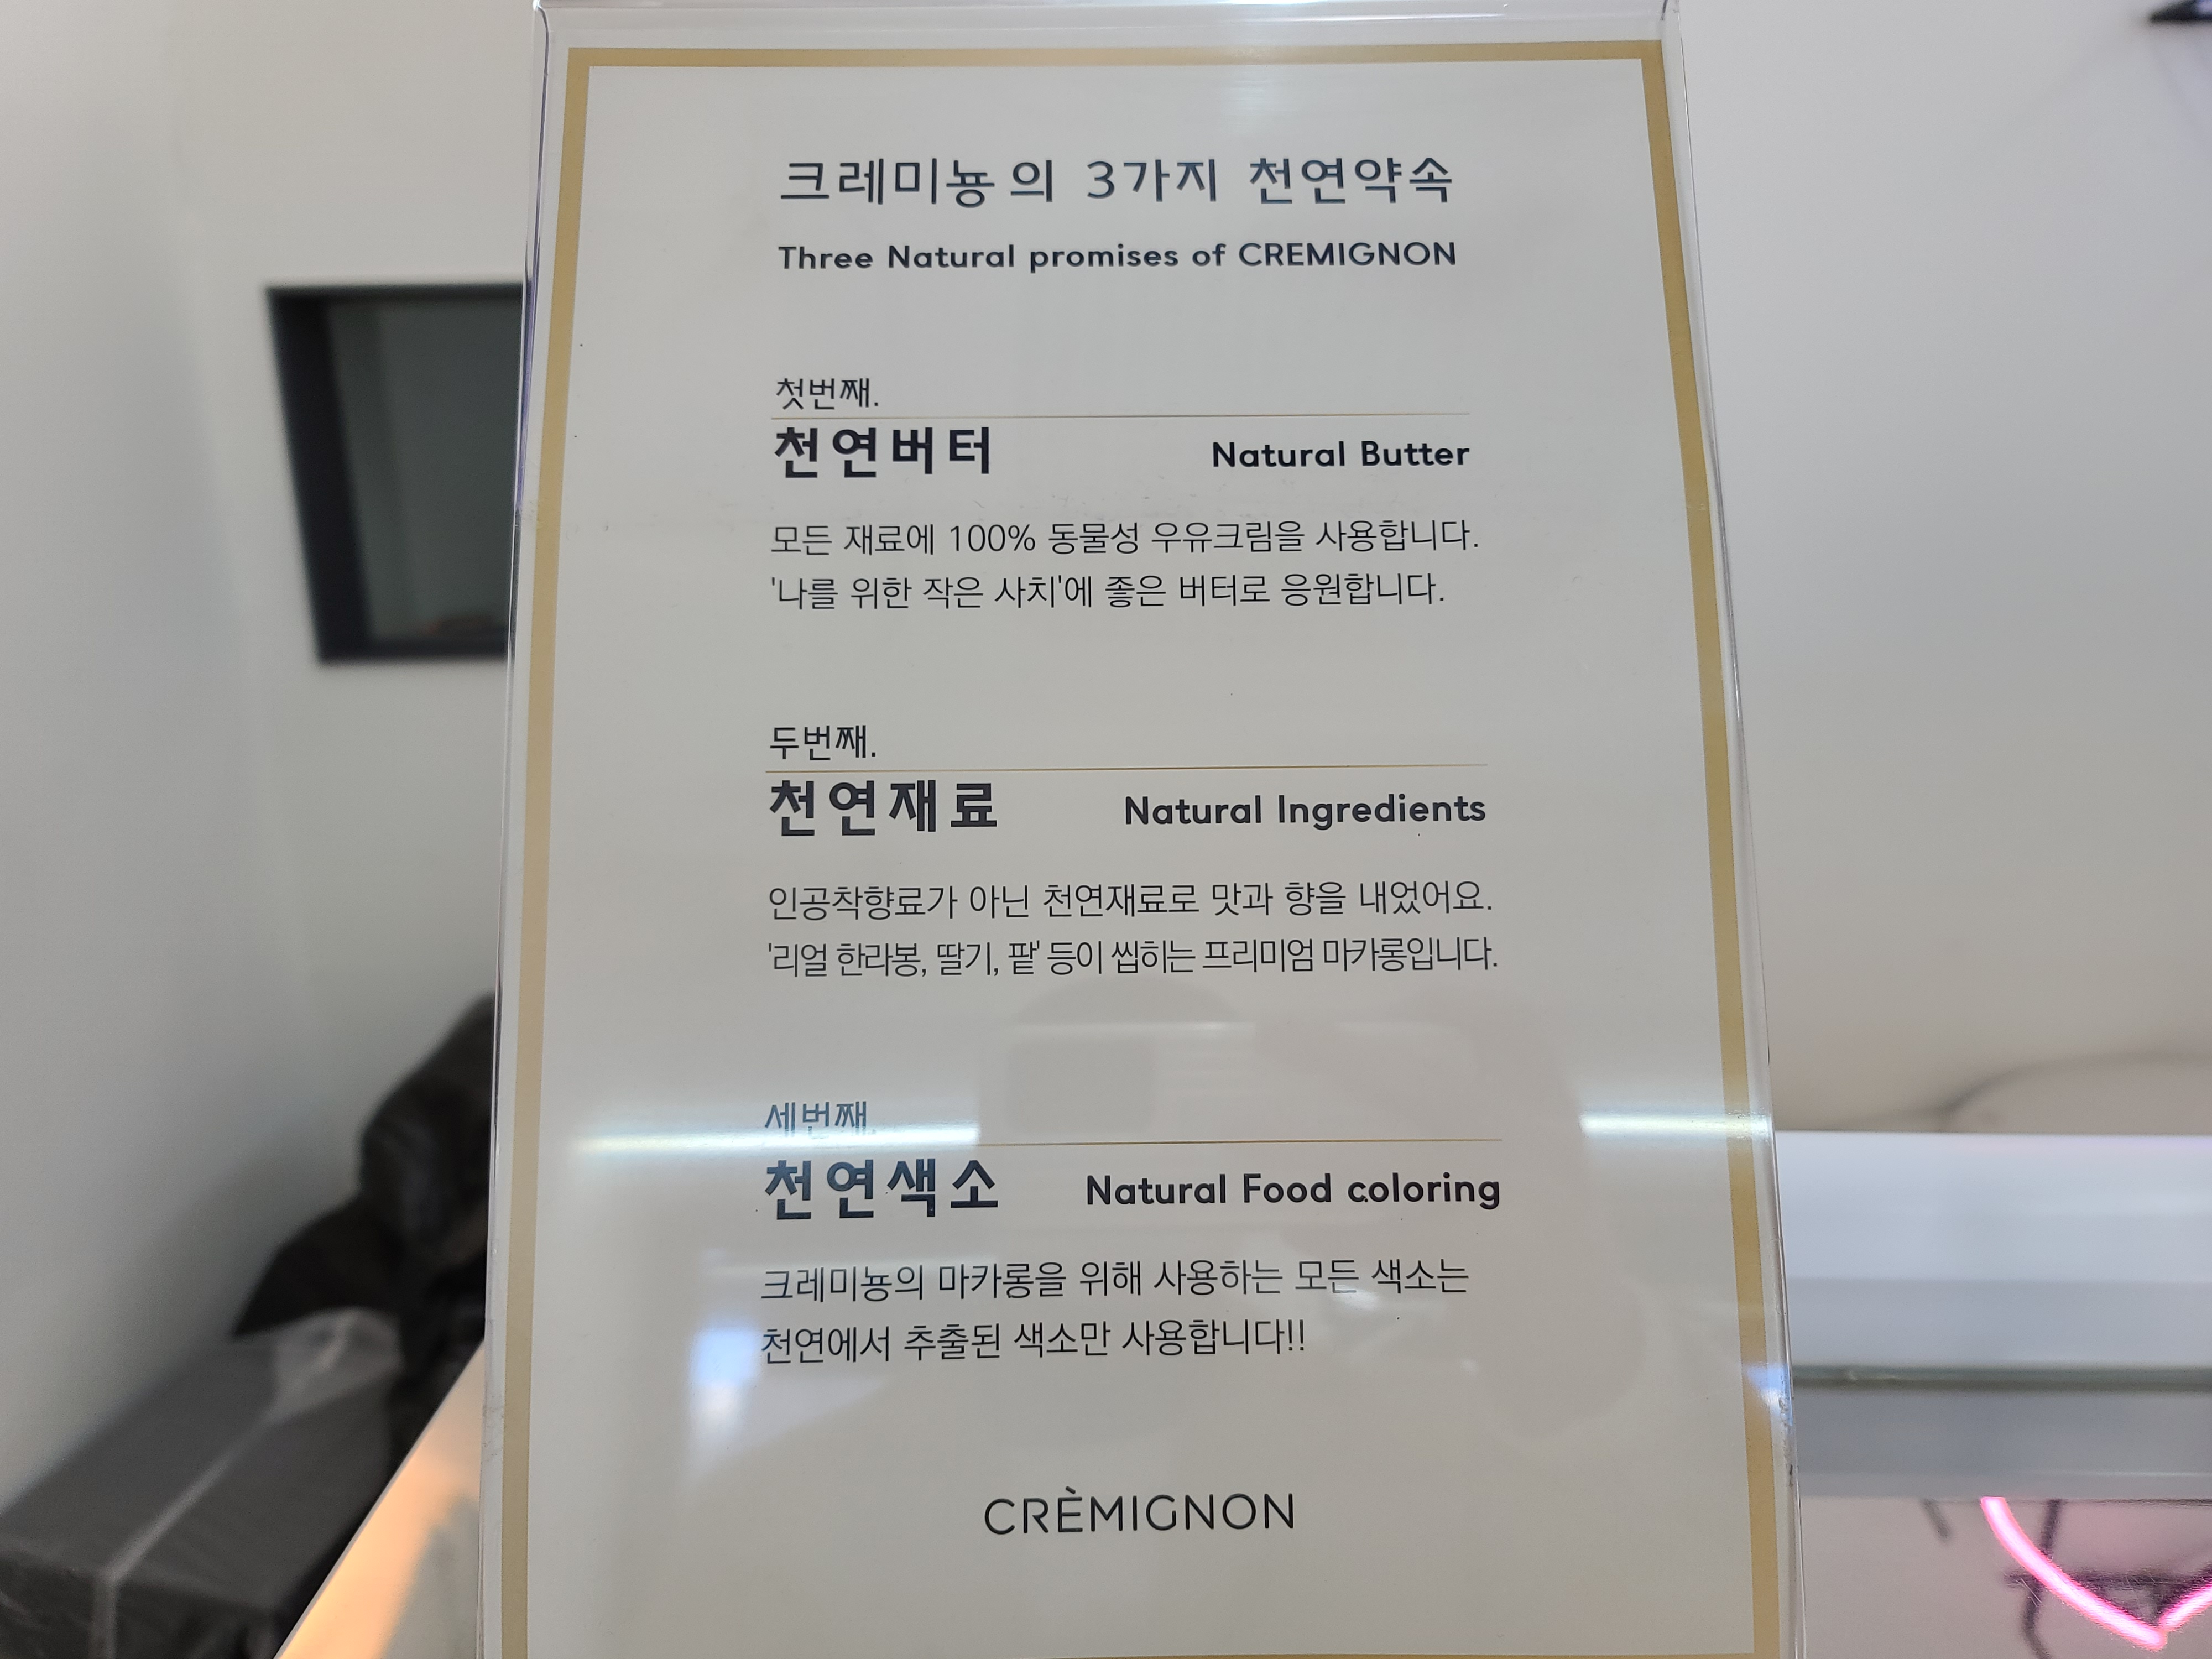 크레미뇽의 3가지 천연약속
Three Natural promises of CREMIGNON
첫번째.
천연버터 Natural Butter
모든 재료에 100% 동물성 우유크림을 사용합니다.
'나를 위한 작은 사치'에 좋은 버터로 응원합니다.
두번째.
천연재료 Natural Ingredients
인공착향료가 아닌 천연재료로 맛과 향을 내었어요.
'리얼 한라봉, 딸기, 팥' 등이 씹히는 프리미엄 마카롱입니다.
세번째.
천연색소 Natural Food coloring
크레미뇽의 마카롱을 위해 사용하는 모든 색소는
천연에서 추출된 색소만 사용합니다!!
CRÈMIGNON